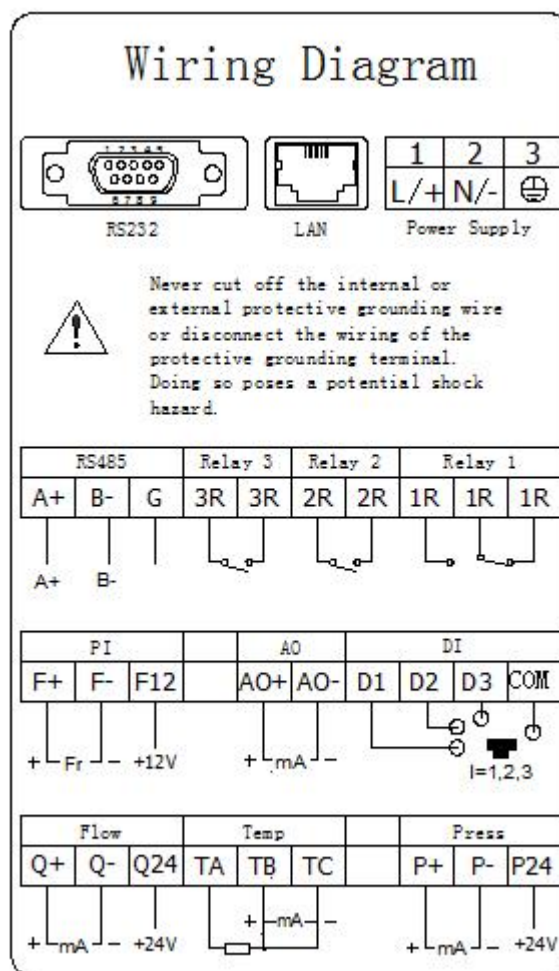 Wiring Diagram
1 2 3 4 5
6 7 8 9
1 2 3
L/+ N/-
RS232 LAN Power Supply
Never cut off the internal or
external protective grounding wire
or disconnect the wiring of the
protective grounding terminal.
Doing so poses a potential shock
hazard.
RS485 Relay 3 Relay 2 Relay 1
A+ B- G 3R 3R 2R 2R 1R 1R 1R
A+ B-
PI AO DI
F+ F- F12 AO+ AO- D1 D2 D3 COM
+ Fr - +12V + mA - I=1,2,3
Flow Temp Press
Q+ Q- Q24 TA TB TC P+ P- P24
+ mA -
+ mA - +24V + mA - +24V